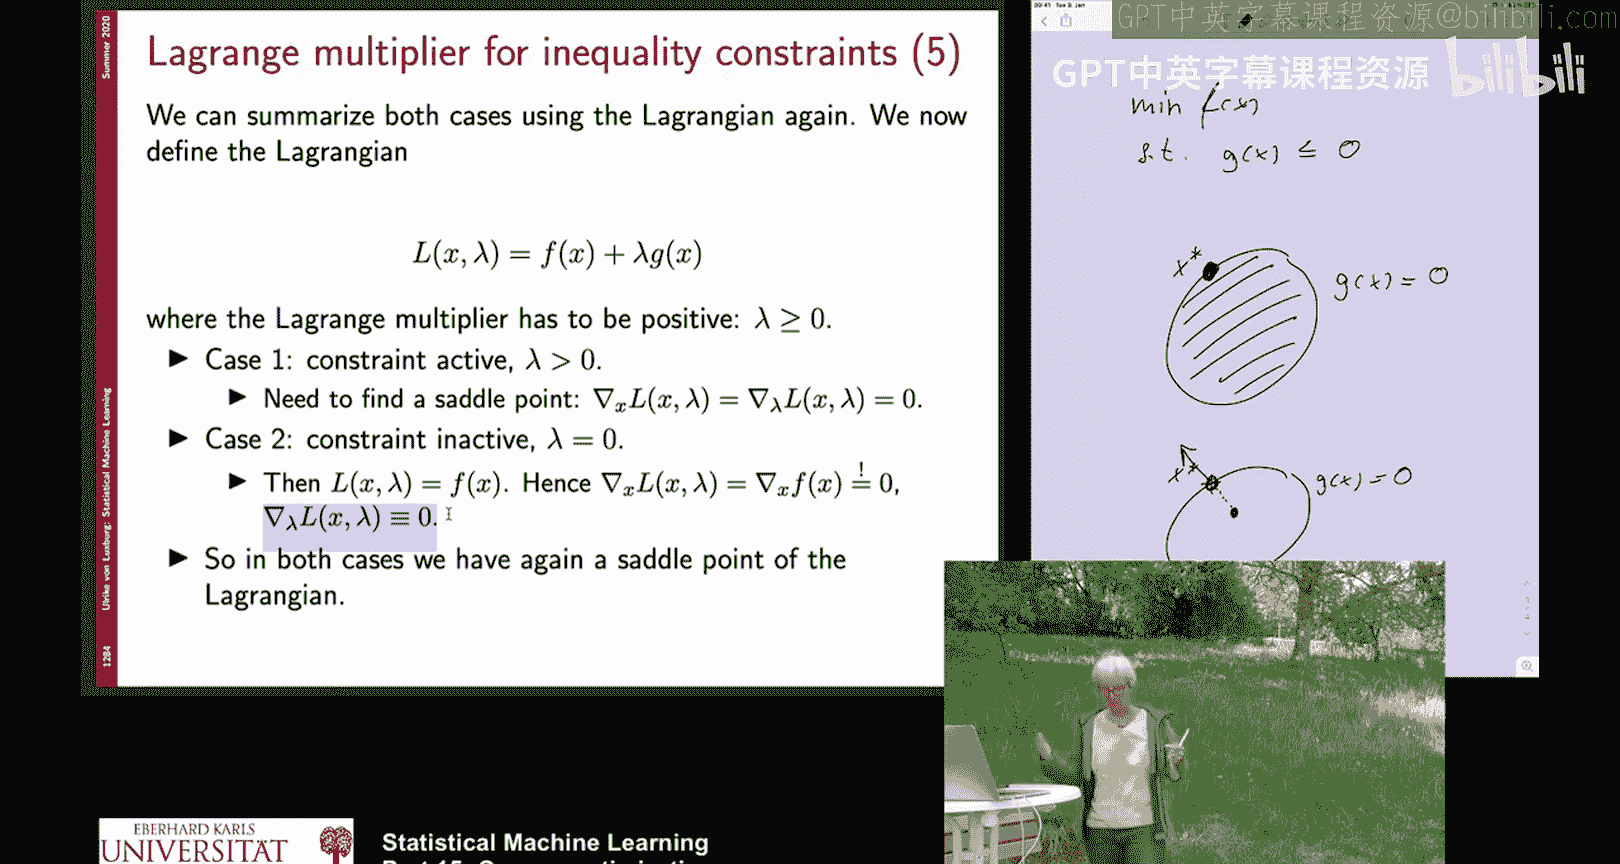 Summer 2020
Ulrike von Luxburg: Statistical Machine Learning
1284
Lagrange multiplier for inequality constraints (5)
We can summarize both cases using the Lagrangian again. We now
define the Lagrangian
L(x, λ) = f(x) + λg(x)
where the Lagrange multiplier has to be positive: λ ≥ 0.
► Case 1: constraint active, λ > 0.
► Need to find a saddle point: ∇ₓL(x, λ) = ∇_λL(x, λ) = 0.
► Case 2: constraint inactive, λ = 0.
► Then L(x, λ) = f(x). Hence ∇ₓL(x, λ) = ∇ₓf(x) =! 0,
∇_λL(x, λ) ≡ 0.
► So in both cases we have again a saddle point of the
Lagrangian.
GPT中英字幕课程资源@bilibili.com
GPT中英字幕课程资源 bilibili
min f(x)
s.t. g(x) ≤ 0
x*
g(x) = 0
x*
g(x) = 0
EBERHARD KARLS
UNIVERSITÄT
Statistical Machine Learning